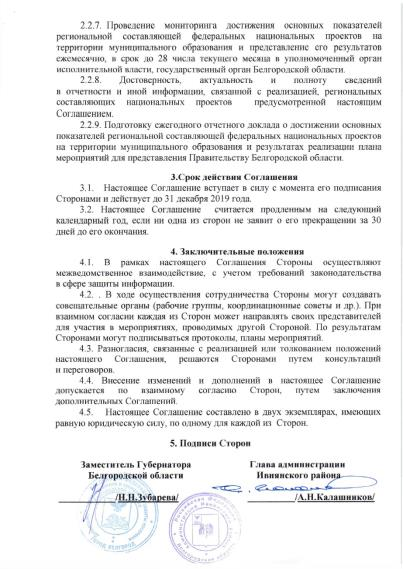 2.2.7. Проведение мониторинга достижения основных показателей
региональной составляющей федеральных национальных проектов на
территории муниципального образования и представление его результатов
ежемесячно, в срок до 28 числа текущего месяца в уполномоченный орган
исполнительной власти, государственный орган Белгородской области.
2.2.8. Достоверность, актуальность и полноту сведений
в отчетности и иной информации, связанной с реализацией, региональных
составляющих национальных проектов предусмотренной настоящим
Соглашением.
2.2.9. Подготовку ежегодного отчетного доклада о достижении основных
показателей региональной составляющей федеральных национальных проектов
на территории муниципального образования и результатах реализации плана
мероприятий для представления Правительству Белгородской области.
3.Срок действия Соглашения
3.1. Настоящее Соглашение вступает в силу с момента его подписания
Сторонами и действует до 31 декабря 2019 года.
3.2. Настоящее Соглашение считается продленным на следующий
календарный год, если ни одна из сторон не заявит о его прекращении за 30
дней до его окончания.
4. Заключительные положения
4.1. В рамках настоящего Соглашения Стороны осуществляют
межведомственное взаимодействие, с учетом требований законодательства
в сфере защиты информации.
4.2. . В ходе осуществления сотрудничества Стороны могут создавать
совещательные органы (рабочие группы, координационные советы и др.). При
взаимном согласии каждая из Сторон может направлять своих представителей
для участия в мероприятиях, проводимых другой Стороной. По результатам
Сторонами могут подписываться протоколы, планы мероприятий.
4.3. Разногласия, связанные с реализацией или толкованием положений
настоящего Соглашения, решаются Сторонами путем консультаций
и переговоров.
4.4. Внесение изменений и дополнений в настоящее Соглашение
допускается по взаимному согласию Сторон, путем заключения
дополнительных Соглашений.
4.5. Настоящее Соглашение составлено в двух экземплярах, имеющих
равную юридическую силу, по одному для каждой из Сторон.
5. Подписи Сторон
Заместитель Губернатора
Белгородской области
/Н.Н.Зубарева/
Глава администрации
Ивнянского района
/А.Н.Калашников/